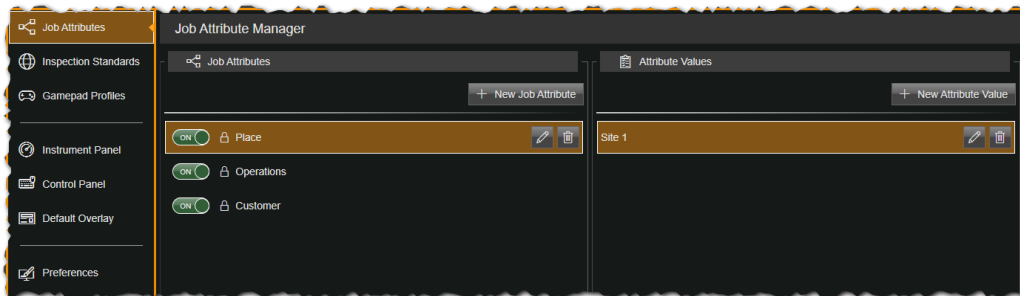 Job Attributes
Inspection Standards
Gamepad Profiles
Instrument Panel
Control Panel
Default Overlay
Preferences
Job Attribute Manager
Job Attributes
+ New Job Attribute
ON Place
ON Operations
ON Customer
Attribute Values
+ New Attribute Value
Site 1